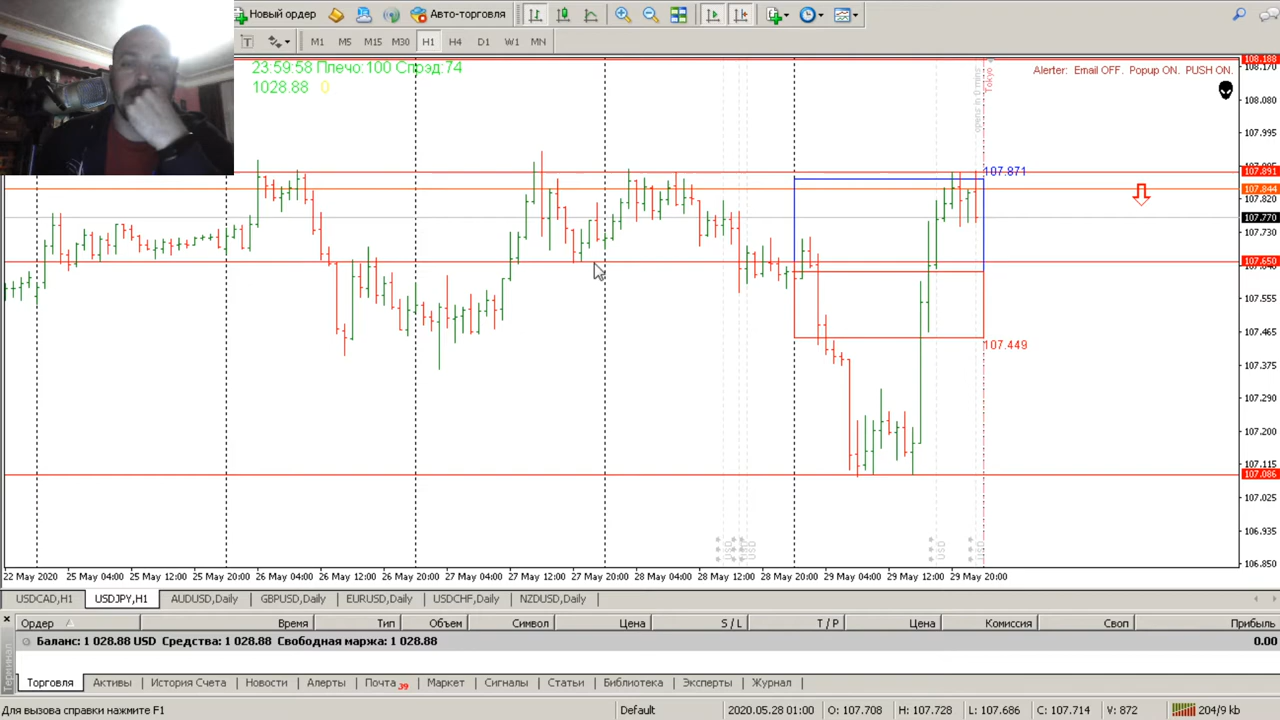 Новый ордер Авто-торговля
M1 M5 M15 M30 H1 H4 D1 W1 MN
23:59:58 Плечо:100 Спрэд:74
1028.88 0
Alerter: Email OFF. Popup ON. PUSH ON.
Tokyo
108.188
108.170
108.080
107.995
107.891
107.844
107.820
107.770
107.730
107.650
107.555
107.465
107.375
107.290
107.200
107.115
107.086
107.025
106.935
106.850
107.871
107.449
USD
USD
USD
22 May 2020 25 May 04:00 25 May 12:00 25 May 20:00 26 May 04:00 26 May 12:00 26 May 20:00 27 May 04:00 27 May 12:00 27 May 20:00 28 May 04:00 28 May 12:00 28 May 20:00 29 May 04:00 29 May 12:00 29 May 20:00
USDCAD,H1 USDJPY,H1 AUDUSD,Daily GBPUSD,Daily EURUSD,Daily USDCHF,Daily NZDUSD,Daily
Ордер Время Тип Объем Символ Цена S / L T / P Цена Комиссия Своп Прибыль
Баланс: 1 028.88 USD Средства: 1 028.88 Свободная маржа: 1 028.88 0.00
Терминал
Торговля Активы История Счета Новости Алерты Почта 39 Маркет Сигналы Статьи Библиотека Эксперты Журнал
Для вызова справки нажмите F1 Default 2020.05.28 01:00 O: 107.708 H: 107.728 L: 107.686 C: 107.714 V: 872 204/9 kb